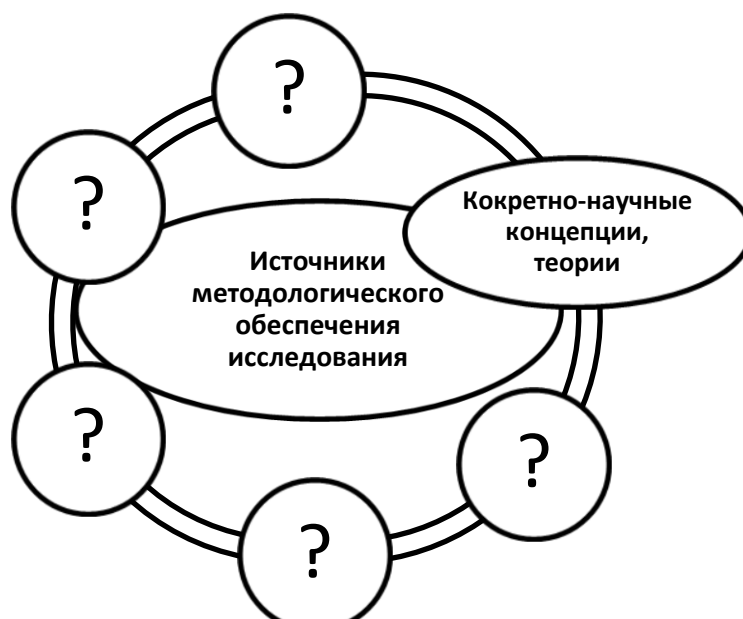 ?
?
Кокретно-научные
концепции,
теории
Источники
методологического
обеспечения
исследования
?
?
?